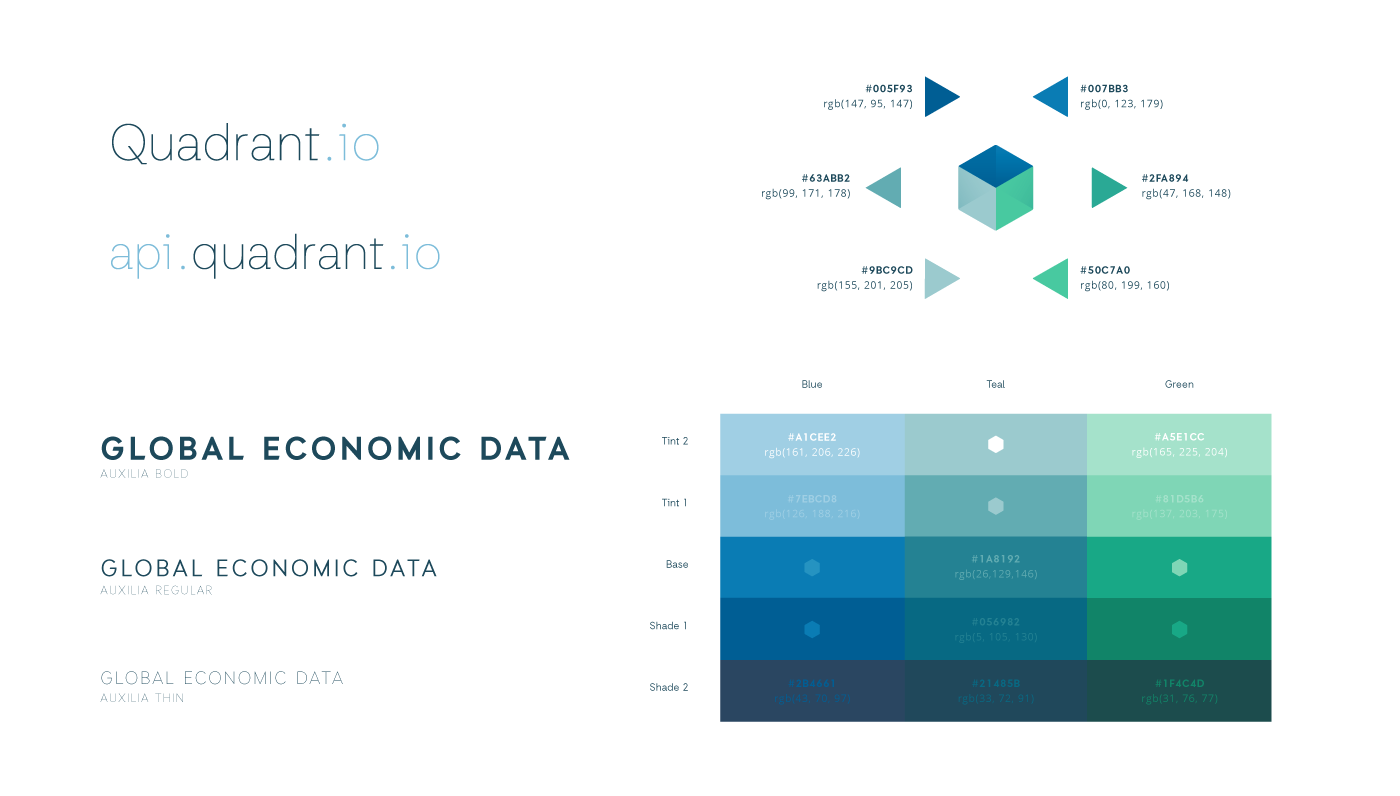 Quadrant.io
api.quadrant.io
#005F93
rgb(147, 95, 147)
#007BB3
rgb(0, 123, 179)
#63ABB2
rgb(99, 171, 178)
#2FA894
rgb(47, 168, 148)
#9BC9CD
rgb(155, 201, 205)
#50C7A0
rgb(80, 199, 160)
GLOBAL ECONOMIC DATA
AUXILIA BOLD
GLOBAL ECONOMIC DATA
AUXILIA REGULAR
GLOBAL ECONOMIC DATA
AUXILIA THIN
Blue
Teal
Green
Tint 2
#A1CEE2
rgb(161, 206, 226)
#A5E1CC
rgb(165, 225, 204)
Tint 1
#7EBCD8
rgb(126, 188, 216)
#81D5B6
rgb(137, 203, 175)
Base
#1A8192
rgb(26,129,146)
Shade 1
#056982
rgb(5, 105, 130)
Shade 2
#21485B
rgb(33, 72, 91)
#1F4C4D
rgb(31, 76, 77)